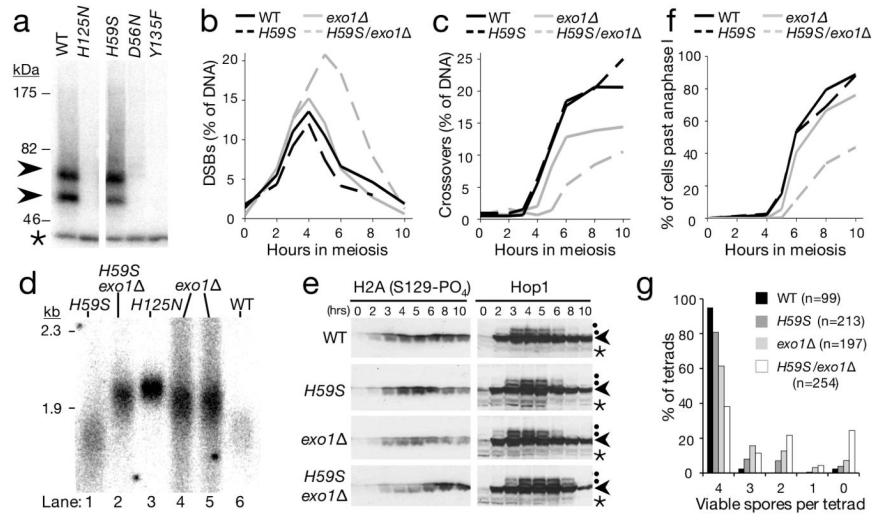 a
WT
H125N
H59S
D56N
Y135F
kDa
175
82
46
*
b
WT
exo1Δ
H59S
H59S/exo1Δ
DSBs (% of DNA)
20
15
10
5
0
0 2 4 6 8 10
Hours in meiosis
c
WT
exo1Δ
H59S
H59S/exo1Δ
Crossovers (% of DNA)
25
20
15
10
5
0
0 2 4 6 8 10
Hours in meiosis
f
WT
exo1Δ
H59S
H59S/exo1Δ
% of cells past anaphase I
100
80
60
40
20
0
0 2 4 6 8 10
Hours in meiosis
d
H59S
H59S
exo1Δ
H125N
exo1Δ
WT
kb
2.3
1.9
Lane: 1 2 3 4 5 6
e
H2A (S129-PO4) Hop1
(hrs) 0 2 3 4 5 6 8 10 0 2 3 4 5 6 8 10
WT
*
H59S
*
exo1Δ
*
H59S
exo1Δ
*
g
WT (n=99)
H59S (n=213)
exo1Δ (n=197)
H59S/exo1Δ
(n=254)
% of tetrads
100
80
60
40
20
0
4 3 2 1 0
Viable spores per tetrad